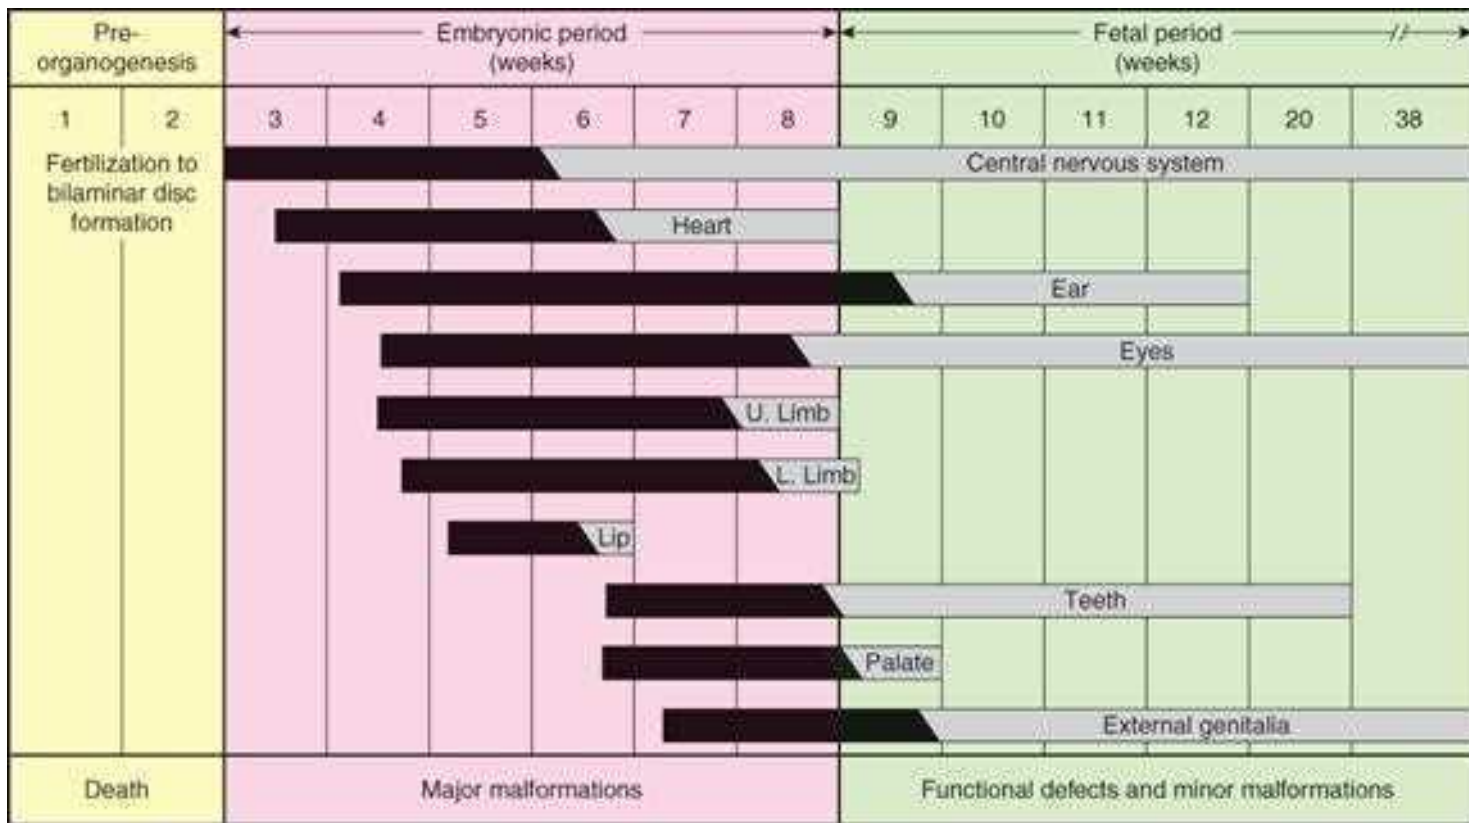 Pre-
organogenesis
Embryonic period
(weeks)
Fetal period
(weeks)
1 2 3 4 5 6 7 8 9 10 11 12 20 38
Fertilization to
bilaminar disc
formation
Central nervous system
Heart
Ear
Eyes
U. Limb
L. Limb
Lip
Teeth
Palate
External genitalia
Death
Major malformations
Functional defects and minor malformations